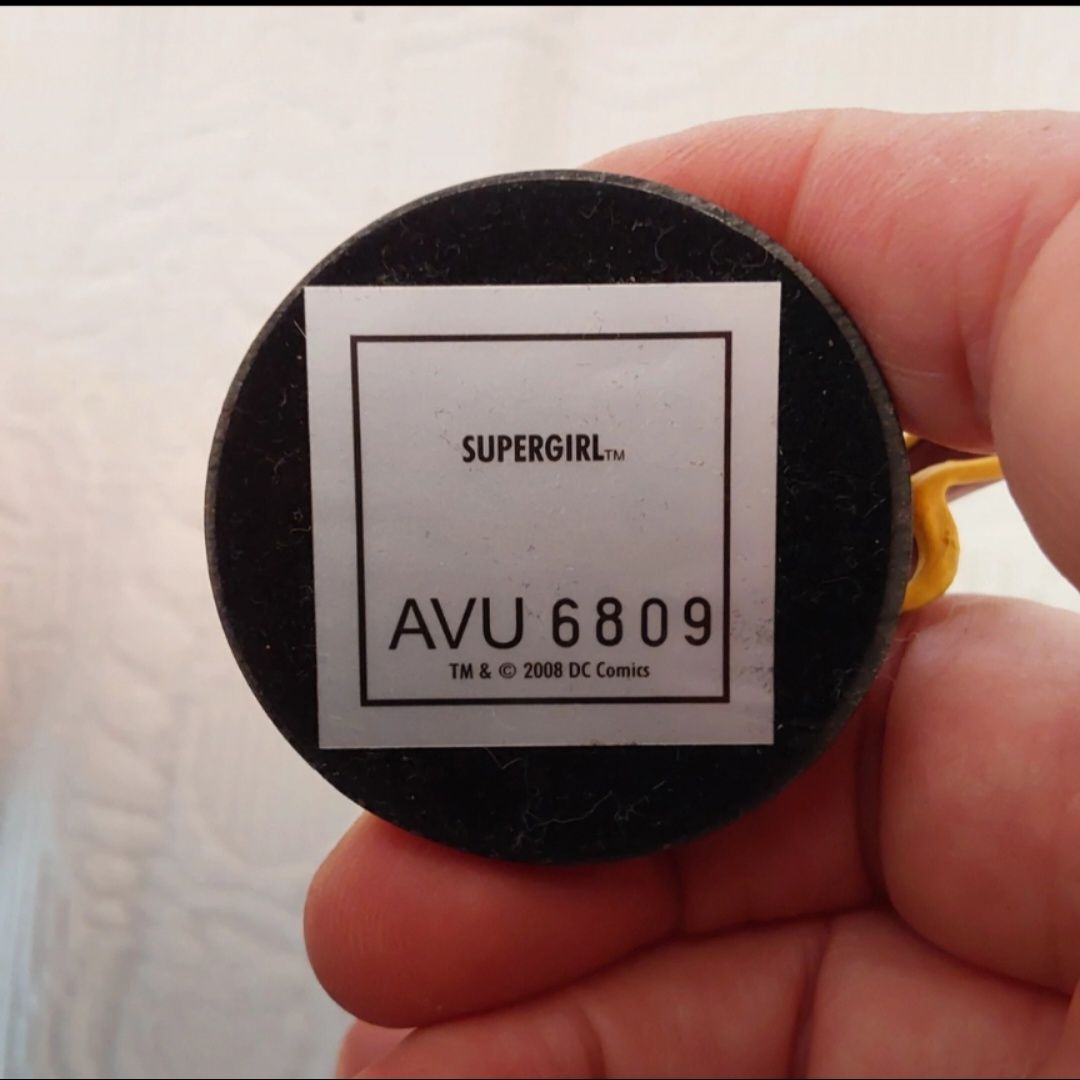 SUPERGIRL™
AVU 6809
TM & © 2008 DC Comics